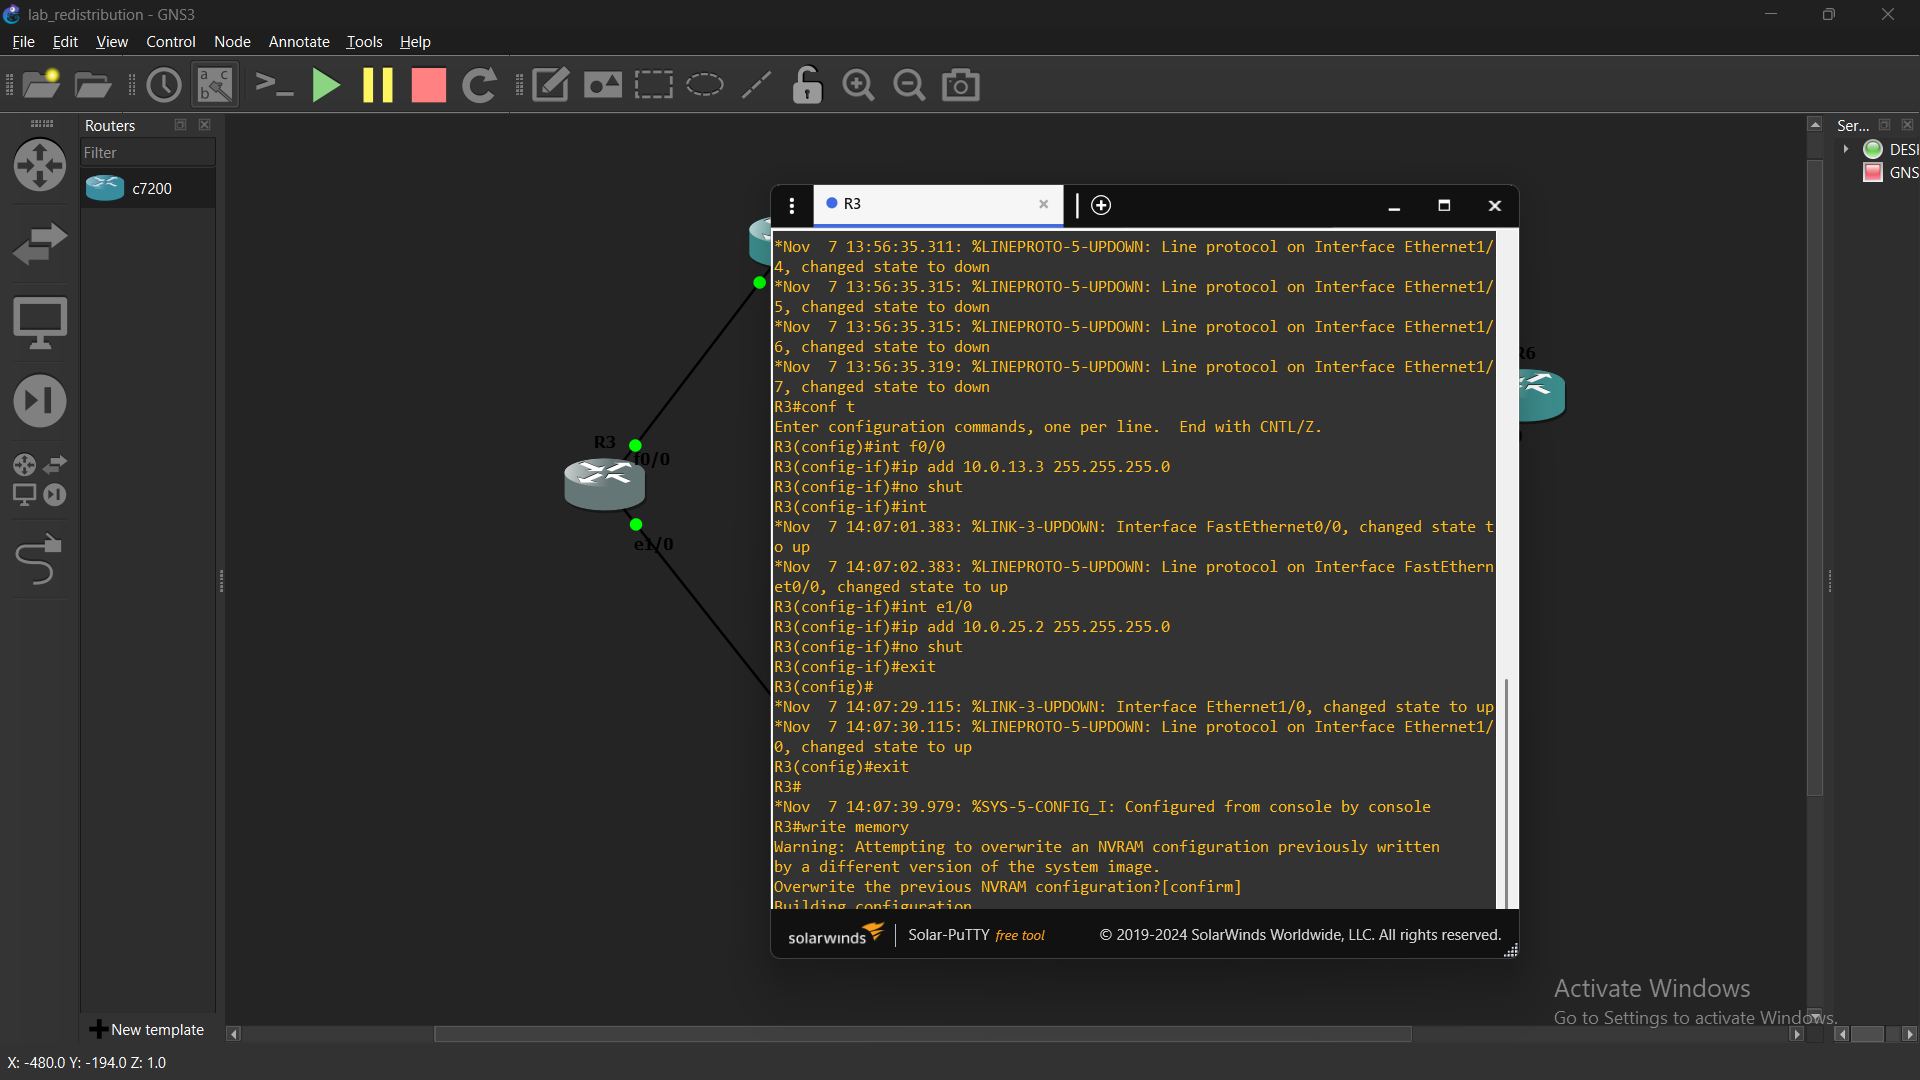 lab_redistribution - GNS3
File Edit View Control Node Annotate Tools Help
Routers
Filter
c7200
New template
X: -480.0 Y: -194.0 Z: 1.0
R3
f0/0
e1/0
R6
Ser...
DESH
GNS
R3
*Nov  7 13:56:35.311: %LINEPROTO-5-UPDOWN: Line protocol on Interface Ethernet1/
4, changed state to down
*Nov  7 13:56:35.315: %LINEPROTO-5-UPDOWN: Line protocol on Interface Ethernet1/
5, changed state to down
*Nov  7 13:56:35.315: %LINEPROTO-5-UPDOWN: Line protocol on Interface Ethernet1/
6, changed state to down
*Nov  7 13:56:35.319: %LINEPROTO-5-UPDOWN: Line protocol on Interface Ethernet1/
7, changed state to down
R3#conf t
Enter configuration commands, one per line.  End with CNTL/Z.
R3(config)#int f0/0
R3(config-if)#ip add 10.0.13.3 255.255.255.0
R3(config-if)#no shut
R3(config-if)#int
*Nov  7 14:07:01.383: %LINK-3-UPDOWN: Interface FastEthernet0/0, changed state t
o up
*Nov  7 14:07:02.383: %LINEPROTO-5-UPDOWN: Line protocol on Interface FastEthern
et0/0, changed state to up
R3(config-if)#int e1/0
R3(config-if)#ip add 10.0.25.2 255.255.255.0
R3(config-if)#no shut
R3(config-if)#exit
R3(config)#
*Nov  7 14:07:29.115: %LINK-3-UPDOWN: Interface Ethernet1/0, changed state to up
*Nov  7 14:07:30.115: %LINEPROTO-5-UPDOWN: Line protocol on Interface Ethernet1/
0, changed state to up
R3(config)#exit
R3#
*Nov  7 14:07:39.979: %SYS-5-CONFIG_I: Configured from console by console
R3#write memory
Warning: Attempting to overwrite an NVRAM configuration previously written
by a different version of the system image.
Overwrite the previous NVRAM configuration?[confirm]
Building configuration
solarwinds Solar-PuTTY free tool © 2019-2024 SolarWinds Worldwide, LLC. All rights reserved.
Activate Windows
Go to Settings to activate Windows.